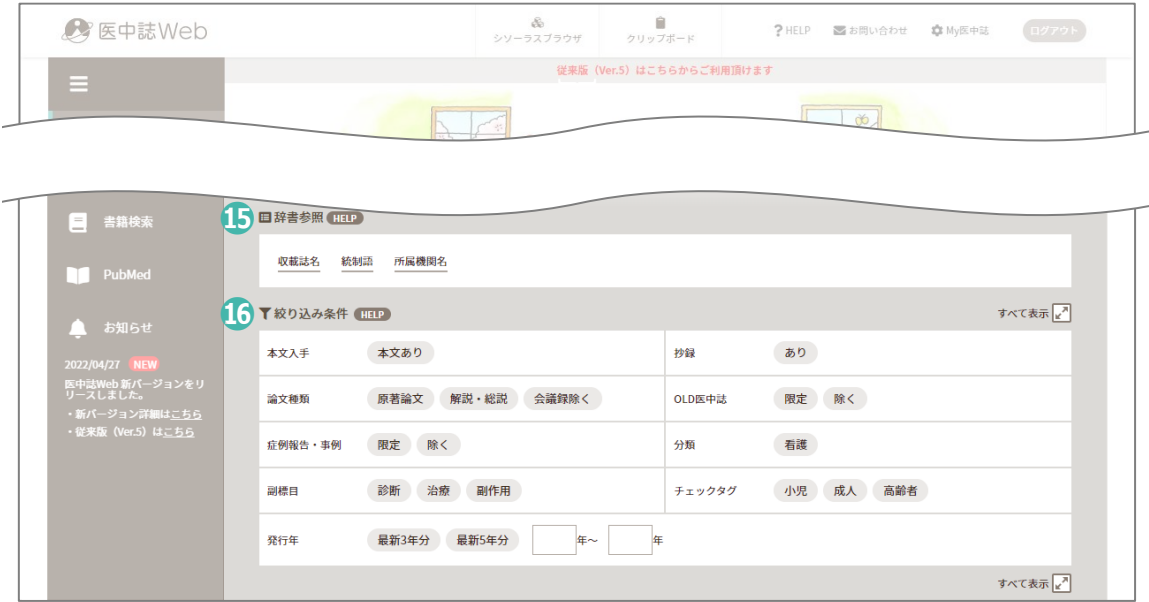 医中誌Web
シソーラスブラウザ
クリップボード
? HELP
お問い合わせ
My医中誌
ログアウト
従来版（Ver.5）はこちらからご利用頂けます
書籍検索
PubMed
お知らせ
2022/04/27 NEW
医中誌Web 新バージョンをリ
リースしました。
・新バージョン詳細はこちら
・従来版（Ver.5）はこちら
15 辞書参照 HELP
収載誌名 統制語 所属機関名
16 絞り込み条件 HELP すべて表示
本文入手 本文あり 抄録 あり
論文種類 原著論文 解説・総説 会議録除く OLD医中誌 限定 除く
症例報告・事例 限定 除く 分類 看護
副標目 診断 治療 副作用 チェックタグ 小児 成人 高齢者
発行年 最新3年分 最新5年分 年～ 年
すべて表示